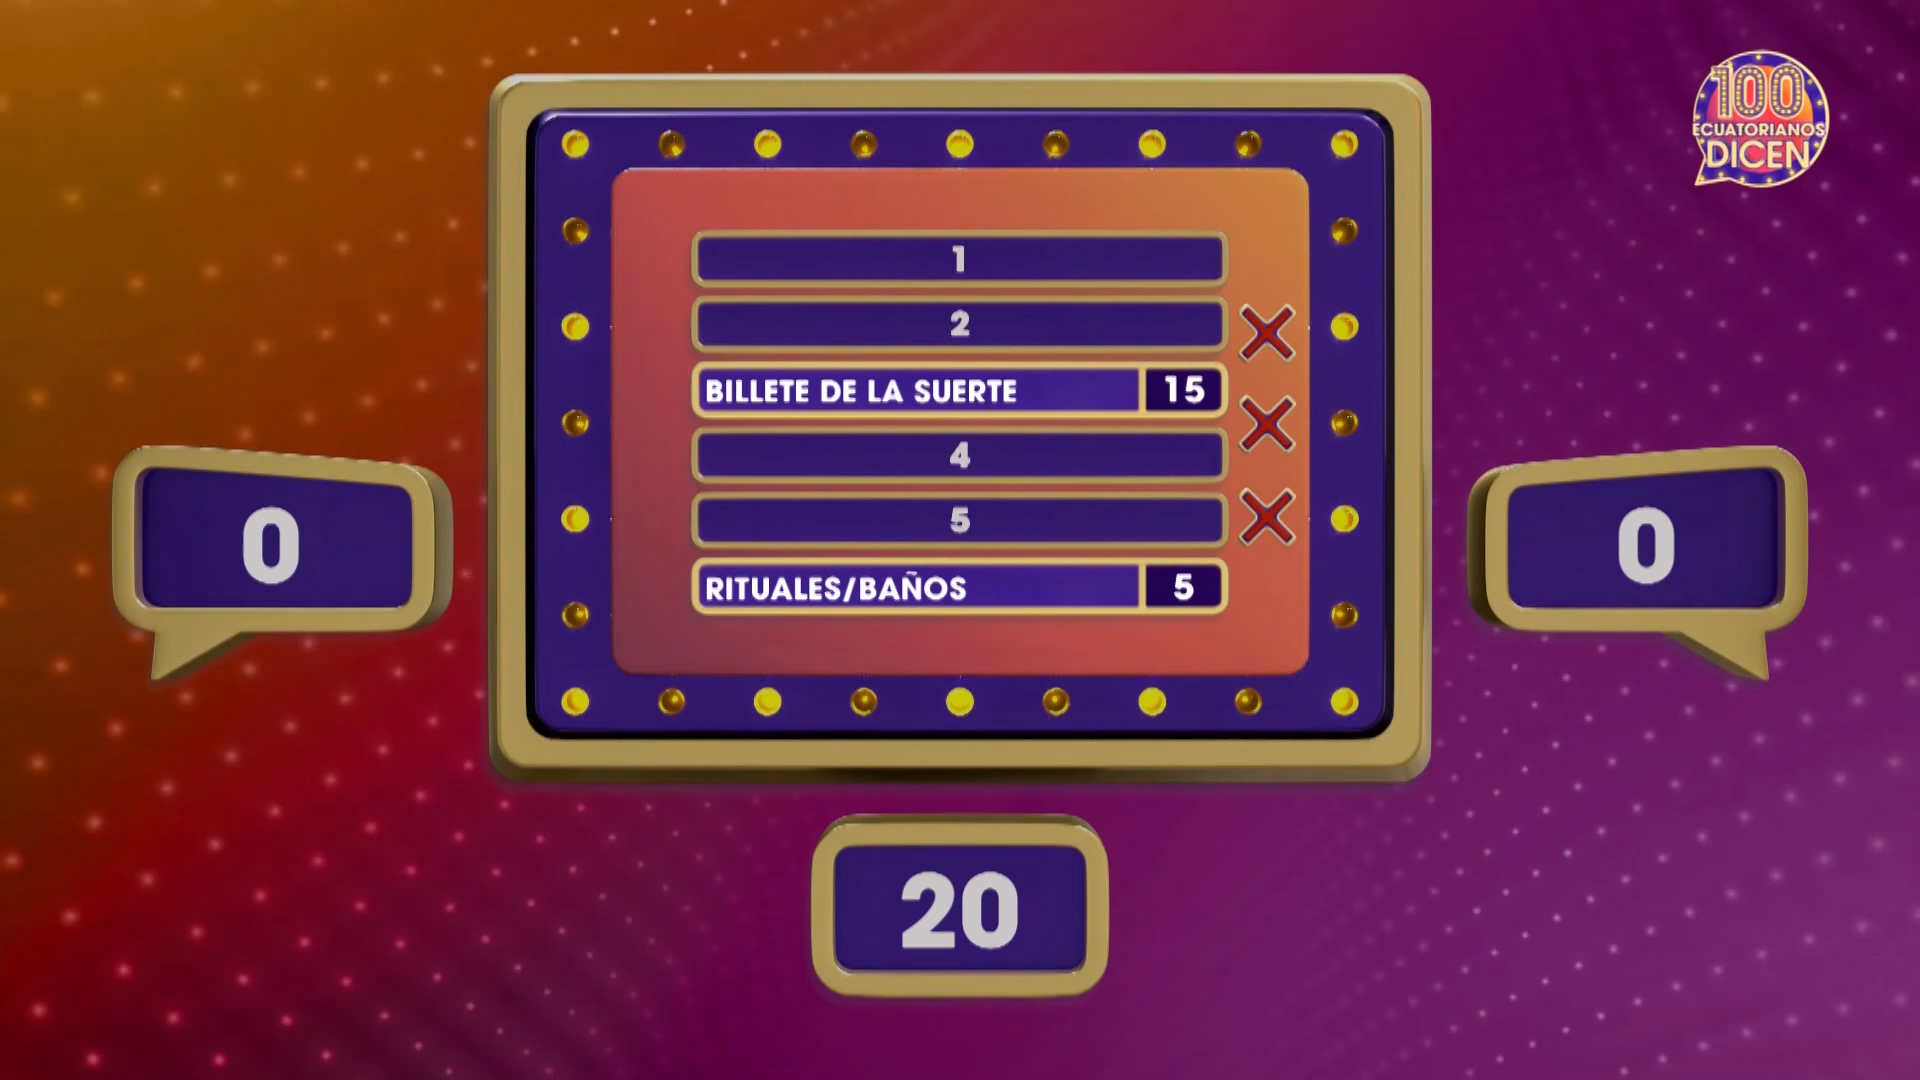 100
ECUATORIANOS
DICEN
1
2
BILLETE DE LA SUERTE 15
4
5
RITUALES/BAÑOS 5
0
0
20